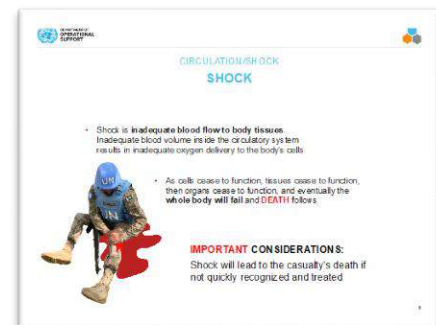 DEPARTMENT OF
OPERATIONAL
SUPPORT
CIRCULATION/SHOCK
SHOCK
• Shock is inadequate blood flow to body tissues.
Inadequate blood volume inside the circulatory system
results in inadequate oxygen delivery to the body's cells
• As cells cease to function, tissues cease to function,
then organs cease to function, and eventually the
whole body will fail and DEATH follows
UN
UN
IMPORTANT CONSIDERATIONS:
Shock will lead to the casualty's death if
not quickly recognized and treated